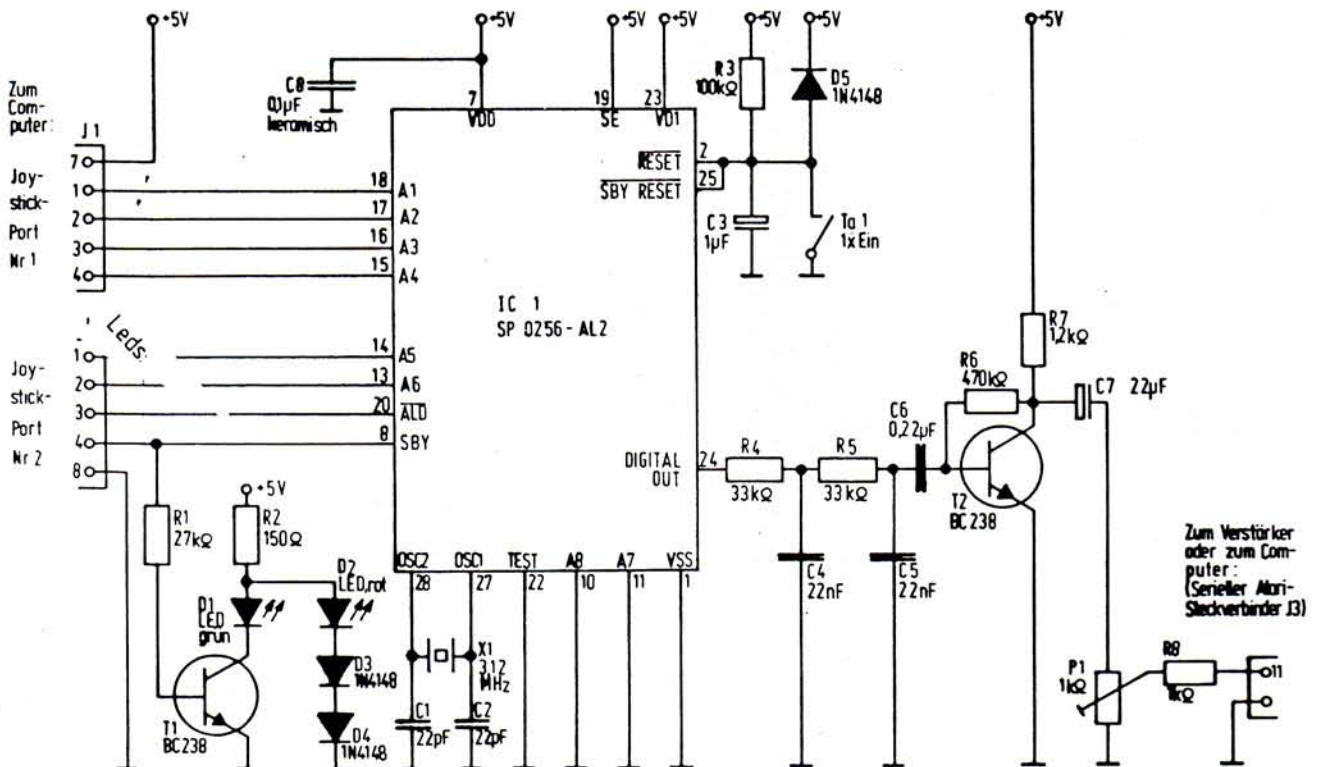 +5V
+5V
+5V
+5V
+5V
+5V
+5V
Zum
Com-
puter:
J1
7
Joy-
stick-
Port
Nr 1
1
2
3
4
C8
0,1µF
keramisch
7
VDD
19
SE
23
VD1
R3
100kΩ
D5
1N4148
RESET
2
SBY RESET
25
C3
1µF
Ta 1
1x Ein
18
A1
17
A2
16
A3
15
A4
IC 1
SP 0256-AL2
Leds:
Joy-
stick-
Port
Nr 2
1
2
3
4
8
14
A5
13
A6
20
ALD
8
SBY
DIGITAL
OUT
24
R4
33kΩ
R5
33kΩ
C6
0,22µF
R6
470kΩ
R7
1,2kΩ
C7 22µF
T2
BC238
C4
22nF
C5
22nF
R1
27kΩ
+5V
R2
150Ω
D1
LED
grün
D2
LED,rot
D3
1N4148
D4
1N4148
T1
BC238
OSC2
28
OSC1
27
TEST
22
A8
10
A7
11
VSS
1
X1
3,12
MHz
C1
22pF
C2
22pF
Zum Verstärker
oder zum Com-
puter:
(Serieller Atari-
Steckverbinder J3)
P1
1kΩ
R8
11